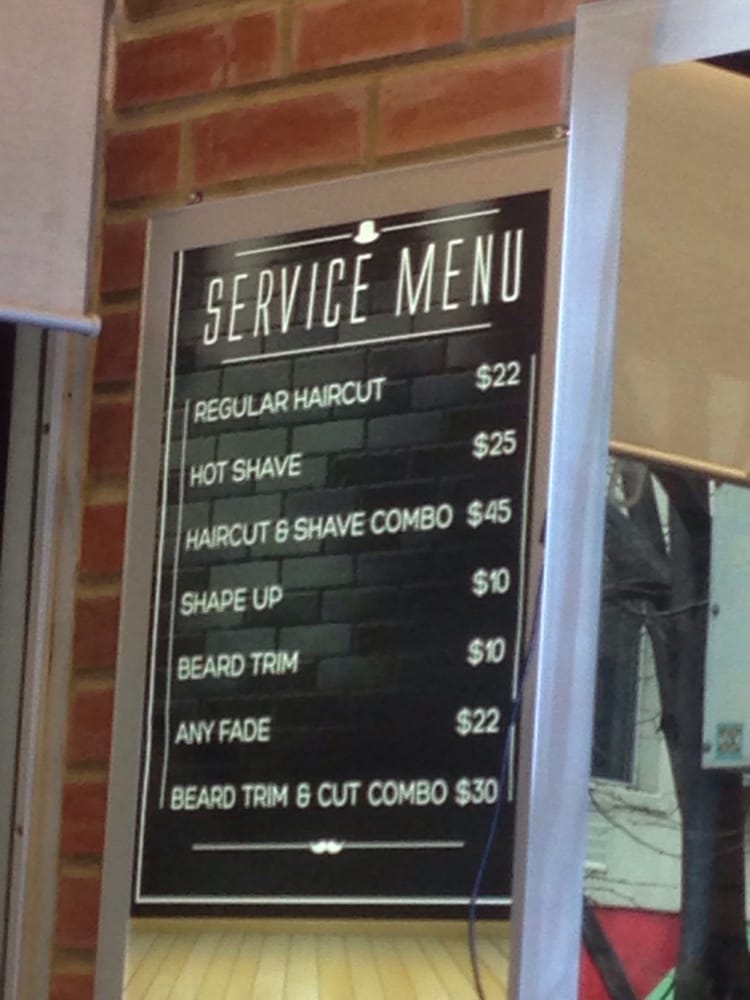 SERVICE MENU
REGULAR HAIRCUT $22
HOT SHAVE $25
HAIRCUT & SHAVE COMBO $45
SHAPE UP $10
BEARD TRIM $10
ANY FADE $22
BEARD TRIM & CUT COMBO $30